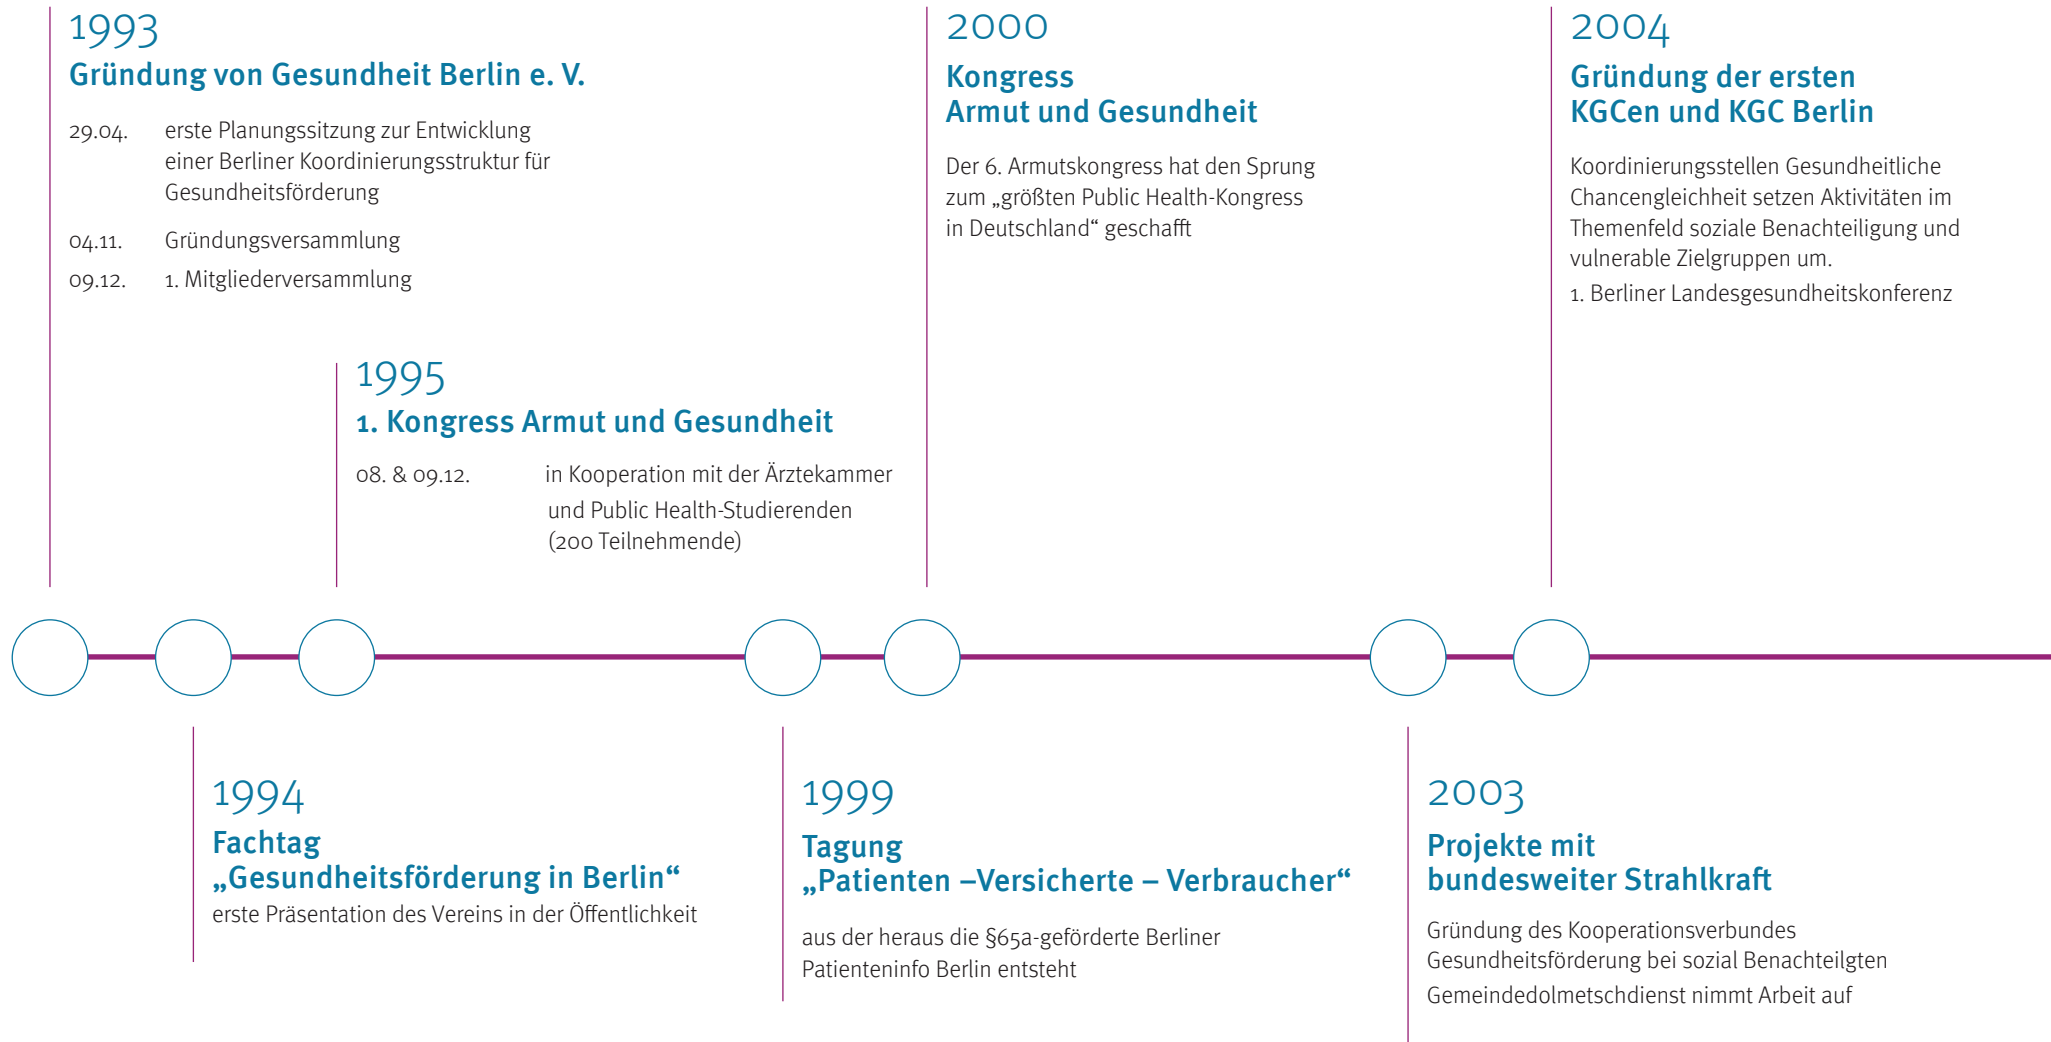 1993
Gründung von Gesundheit Berlin e. V.
29.04. erste Planungssitzung zur Entwicklung
einer Berliner Koordinierungsstruktur für
Gesundheitsförderung
04.11. Gründungsversammlung
09.12. 1. Mitgliederversammlung
1994
Fachtag
„Gesundheitsförderung in Berlin“
erste Präsentation des Vereins in der Öffentlichkeit
1995
1. Kongress Armut und Gesundheit
08. & 09.12. in Kooperation mit der Ärztekammer
und Public Health-Studierenden
(200 Teilnehmende)
1999
Tagung
„Patienten –Versicherte – Verbraucher“
aus der heraus die §65a-geförderte Berliner
Patienteninfo Berlin entsteht
2000
Kongress
Armut und Gesundheit
Der 6. Armutskongress hat den Sprung
zum „größten Public Health-Kongress
in Deutschland“ geschafft
2003
Projekte mit
bundesweiter Strahlkraft
Gründung des Kooperationsverbundes
Gesundheitsförderung bei sozial Benachteilgten
Gemeindedolmetschdienst nimmt Arbeit auf
2004
Gründung der ersten
KGCen und KGC Berlin
Koordinierungsstellen Gesundheitliche
Chancengleichheit setzen Aktivitäten im
Themenfeld soziale Benachteiligung und
vulnerable Zielgruppen um.
1. Berliner Landesgesundheitskonferenz